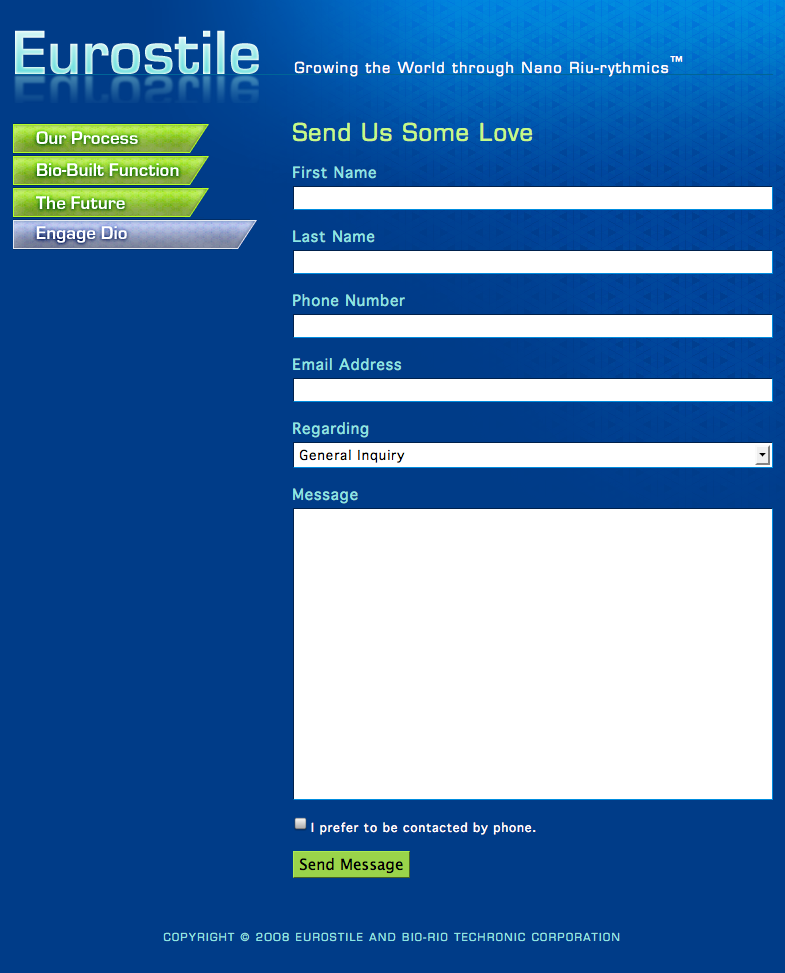 Eurostile
Growing the World through Nano Riu-rythmics™
Our Process
Bio-Built Function
The Future
Engage Dio
Send Us Some Love
First Name
Last Name
Phone Number
Email Address
Regarding
General Inquiry
Message
I prefer to be contacted by phone.
Send Message
COPYRIGHT © 2008 EUROSTILE AND BIO-RIO TECHRONIC CORPORATION